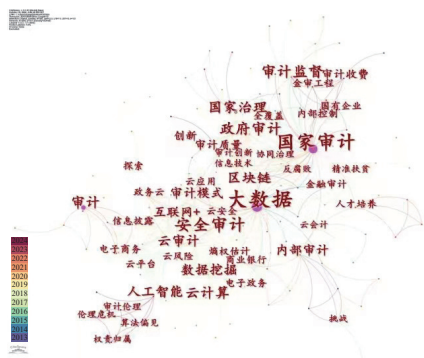 审计监督
审计收费
金审工程
国家治理
国有企业
全覆盖
内部控制
创新
政府审计
国家审计
审计质量
审计创新
协同治理
信息技术
探索
区块链
反腐败
精准扶贫
云应用
金融审计
政务云
审计模式
大数据
审计
人才培养
互联网+
云安全
信息披露
安全审计
云会计
云审计
电子商务
熵权估计
内部审计
云风险
云平台
商业银行
数据挖掘
电子政务
人工智能
云计算
审计伦理
伦理危机
挑战
算法偏见
权责归属
2023
2022
2022
2021
2020
2019
2018
2017
2016
2015
2014